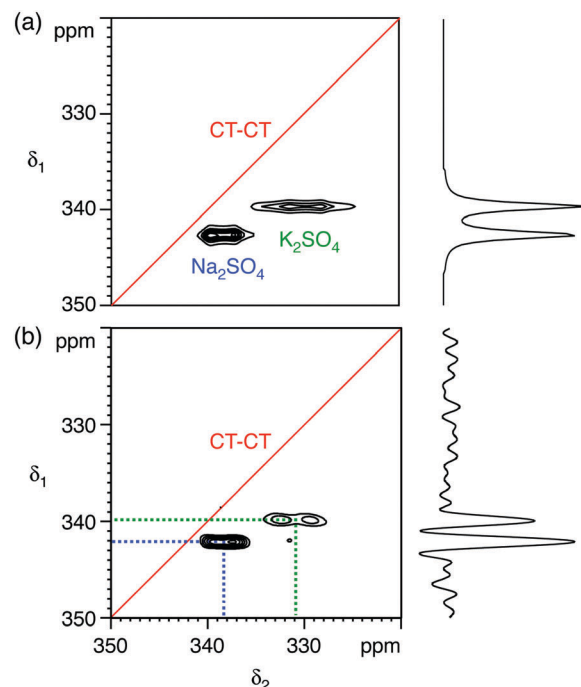 (a)
ppm
330
CT-CT
δ1
340
K2SO4
Na2SO4
350
(b)
ppm
330
CT-CT
δ1
340
350
350 340 330 ppm
δ2